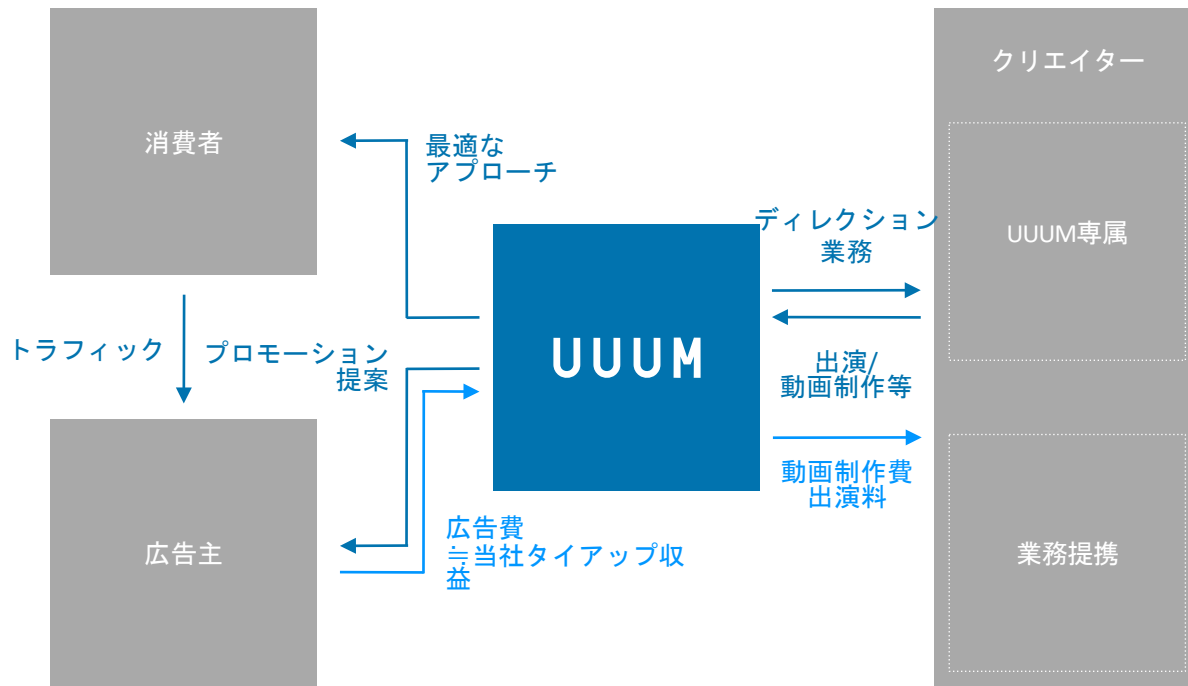 クリエイター
消費者
最適な
アプローチ
ディレクション
業務
UUUM専属
トラフィック
プロモーション
提案
UUUM
出演/
動画制作等
動画制作費
出演料
広告費
≒当社タイアップ収
益
広告主
業務提携